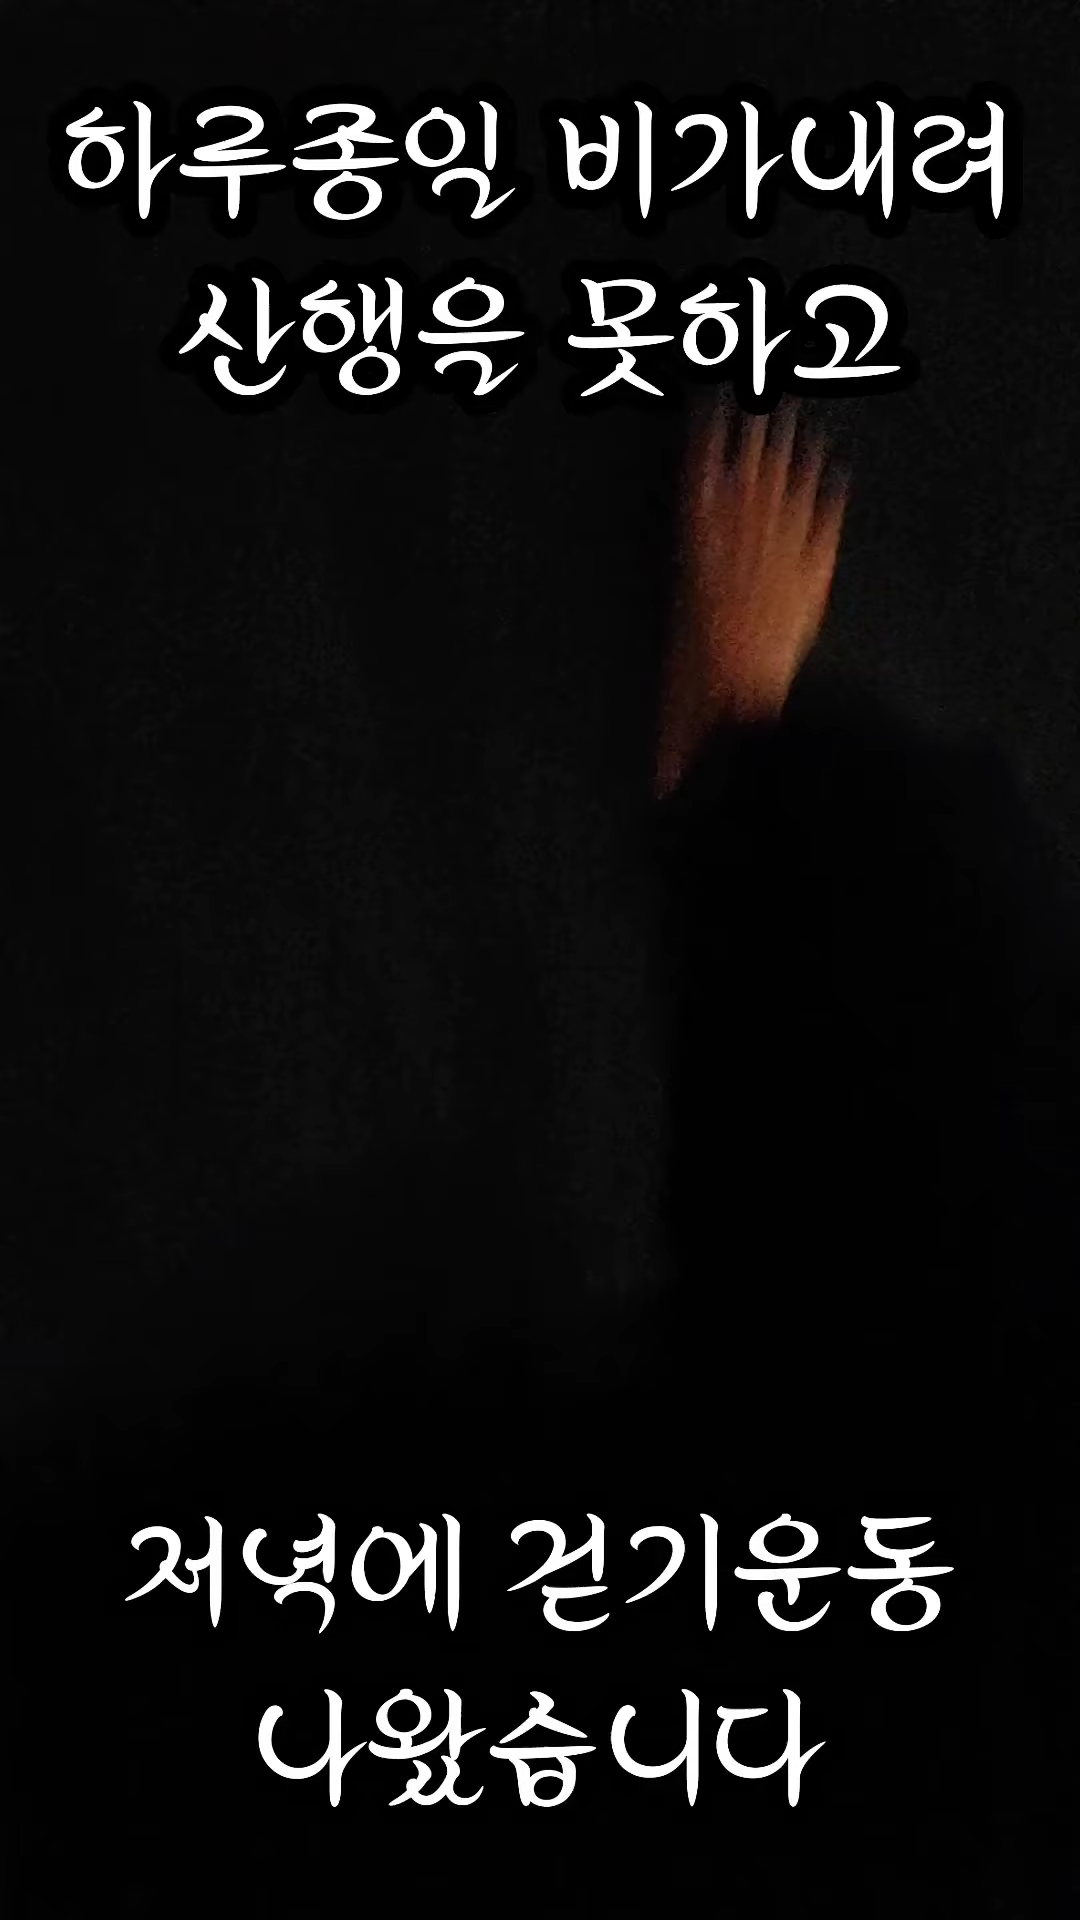 하루종일 비가내려
산행을 못하고
저녁에 걷기운동
나왔습니다